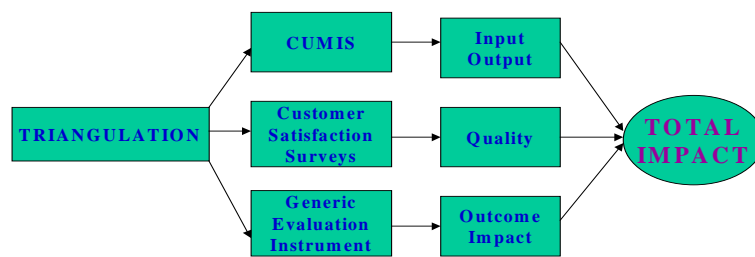 TRIANGULATION
CUMIS
Input
Output
Customer
Satisfaction
Surveys
Quality
Generic
Evaluation
Instrument
Outcome
Impact
TOTAL
IMPACT